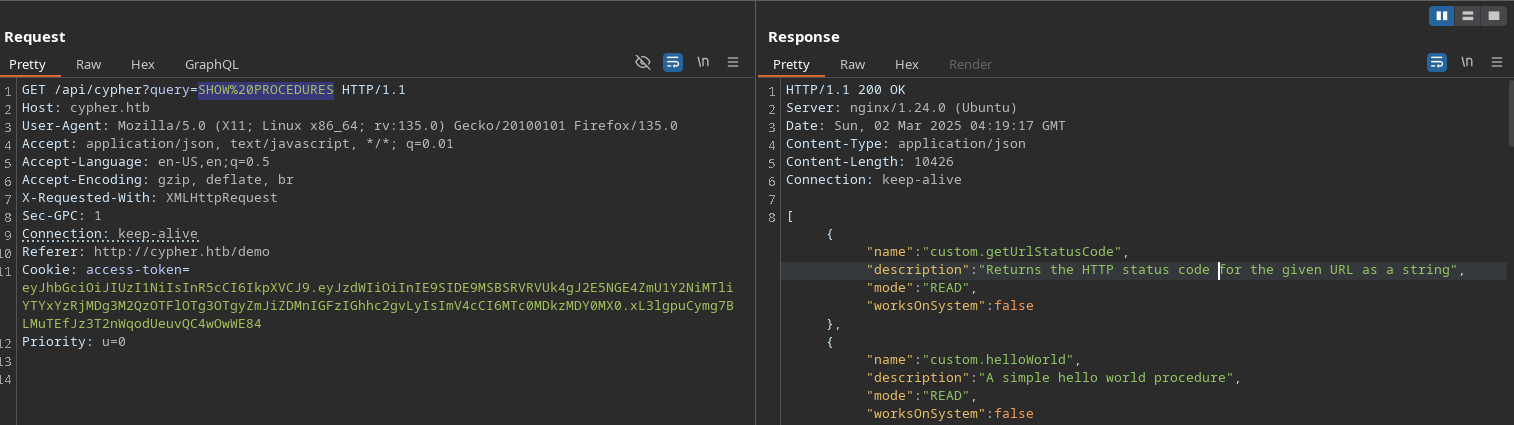 Request
Pretty Raw Hex GraphQL \n
1 GET /api/cypher?query=SHOW%20PROCEDURES HTTP/1.1
2 Host: cypher.htb
3 User-Agent: Mozilla/5.0 (X11; Linux x86_64; rv:135.0) Gecko/20100101 Firefox/135.0
4 Accept: application/json, text/javascript, */*; q=0.01
5 Accept-Language: en-US,en;q=0.5
6 Accept-Encoding: gzip, deflate, br
7 X-Requested-With: XMLHttpRequest
8 Sec-GPC: 1
9 Connection: keep-alive
10 Referer: http://cypher.htb/demo
11 Cookie: access-token=
eyJhbGciOiJIUzI1NiIsInR5cCI6IkpXVCJ9.eyJzdWIiOiInIE9SIDE9MSBSRVRVUk4gJ2E5NGE4ZmU1Y2NiMTli
YTYxYzRjMDg3M2QzOTFlOTg3OTgyZmJiZDMnIGFzIGhhc2gvLyIsImV4cCI6MTc0MDkzMDY0MX0.xL3lgpuCymg7B
LMuTEfJz3T2nWqodUeuvQC4wOwWE84
12 Priority: u=0
13
14
Response
Pretty Raw Hex Render \n
1 HTTP/1.1 200 OK
2 Server: nginx/1.24.0 (Ubuntu)
3 Date: Sun, 02 Mar 2025 04:19:17 GMT
4 Content-Type: application/json
5 Content-Length: 10426
6 Connection: keep-alive
7
8 [
{
"name":"custom.getUrlStatusCode",
"description":"Returns the HTTP status code for the given URL as a string",
"mode":"READ",
"worksOnSystem":false
},
{
"name":"custom.helloWorld",
"description":"A simple hello world procedure",
"mode":"READ",
"worksOnSystem":false